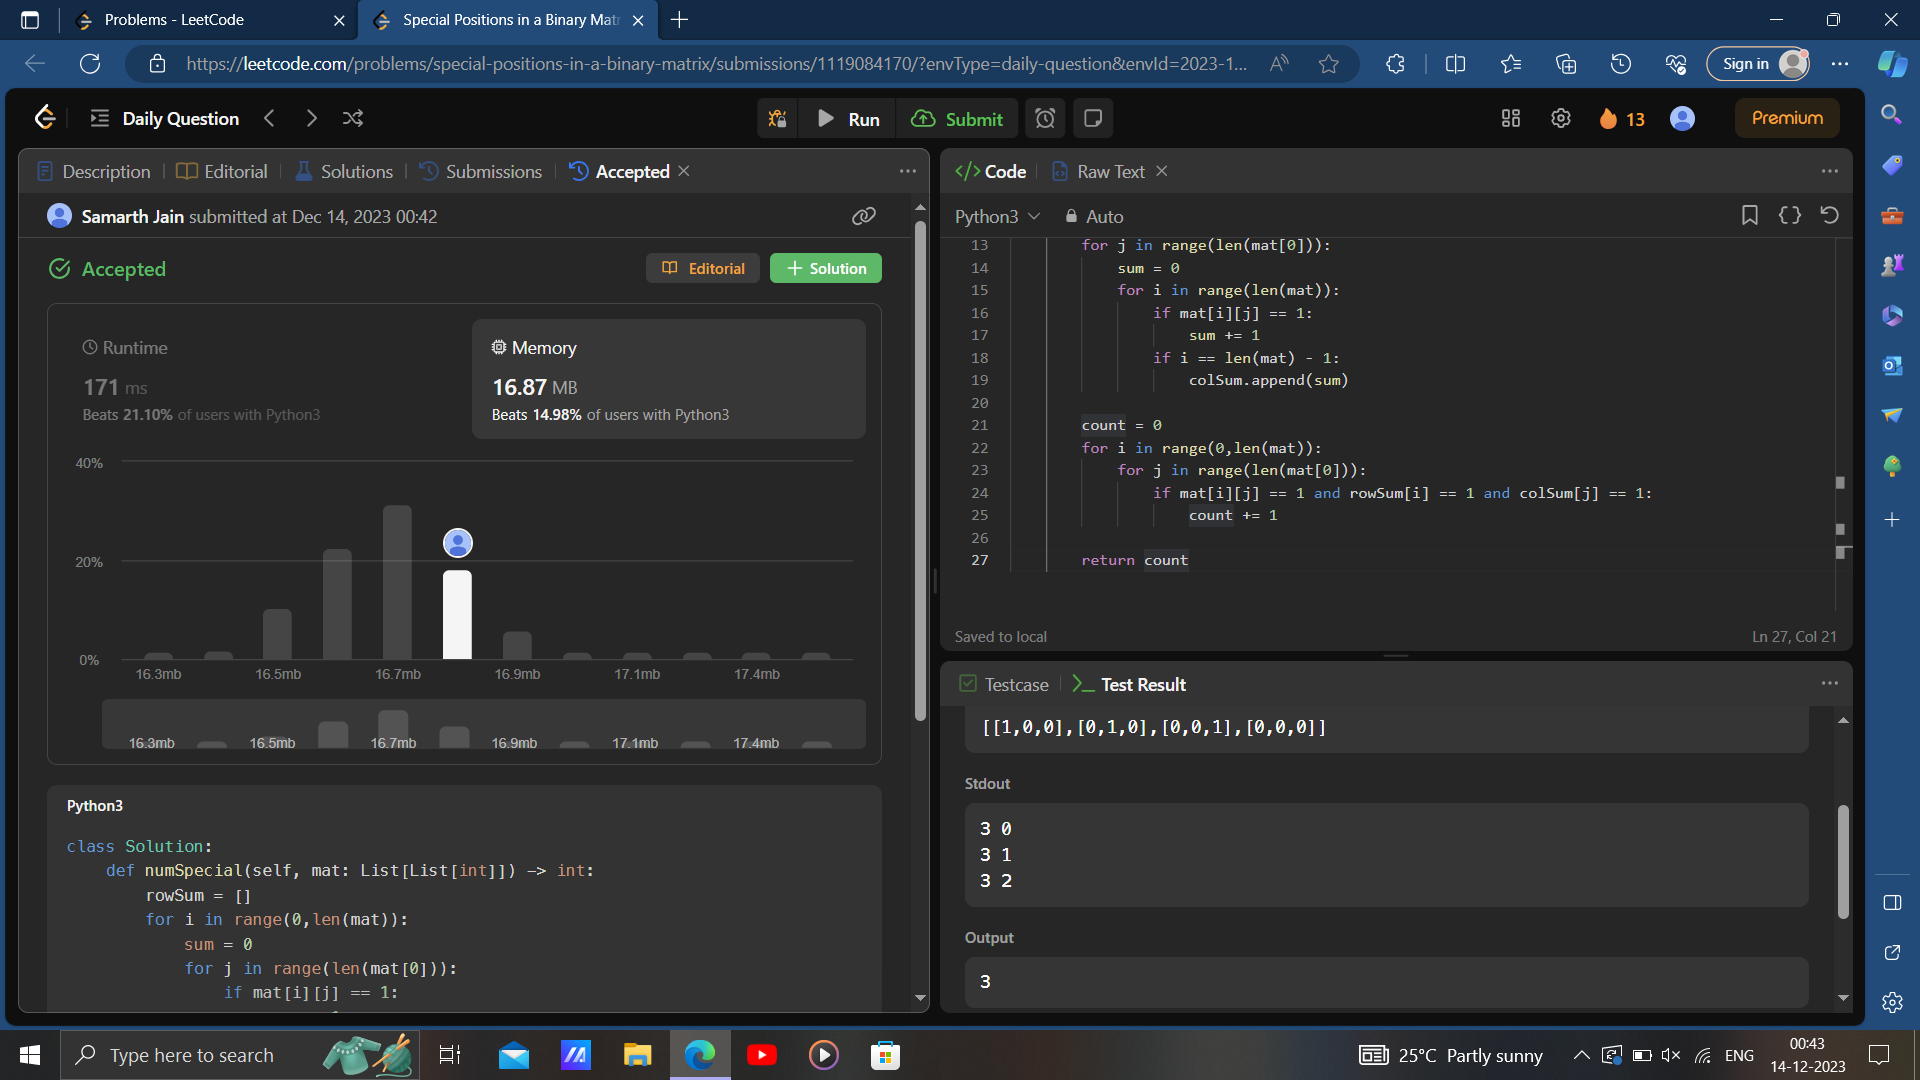 Problems - LeetCode
Special Positions in a Binary Matr
https://leetcode.com/problems/special-positions-in-a-binary-matrix/submissions/1119084170/?envType=daily-question&envId=2023-1...
Sign in
Daily Question
Run
Submit
13
Premium
Description
Editorial
Solutions
Submissions
Accepted
Samarth Jain submitted at Dec 14, 2023 00:42
Accepted
Editorial
Solution
Runtime
171 ms
Beats 21.10% of users with Python3
Memory
16.87 MB
Beats 14.98% of users with Python3
40%
20%
0%
16.3mb
16.5mb
16.7mb
16.9mb
17.1mb
17.4mb
16.3mb
16.5mb
16.7mb
16.9mb
17.1mb
17.4mb
Python3
class Solution:
def numSpecial(self, mat: List[List[int]]) -> int:
rowSum = []
for i in range(0,len(mat)):
sum = 0
for j in range(len(mat[0])):
if mat[i][j] == 1:
</> Code
Raw Text
Python3
Auto
13 for j in range(len(mat[0])):
14 sum = 0
15 for i in range(len(mat)):
16 if mat[i][j] == 1:
17 sum += 1
18 if i == len(mat) - 1:
19 colSum.append(sum)
20
21 count = 0
22 for i in range(0,len(mat)):
23 for j in range(len(mat[0])):
24 if mat[i][j] == 1 and rowSum[i] == 1 and colSum[j] == 1:
25 count += 1
26
27 return count
Saved to local
Ln 27, Col 21
Testcase
Test Result
[[1,0,0],[0,1,0],[0,0,1],[0,0,0]]
Stdout
3 0
3 1
3 2
Output
3
Type here to search
25°C Partly sunny
ENG
00:43
14-12-2023